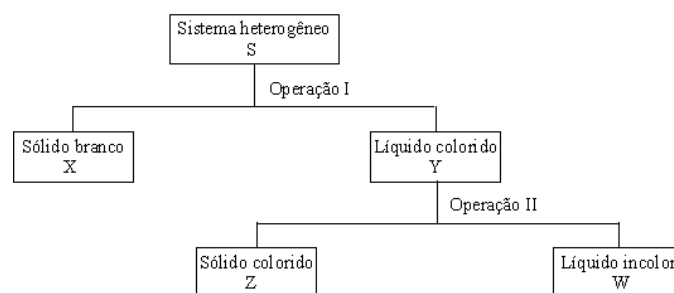 Sistema heterogêneo
S
Operação I
Sólido branco
X
Líquido colorido
Y
Operação II
Sólido colorido
Z
Líquido incolor
W